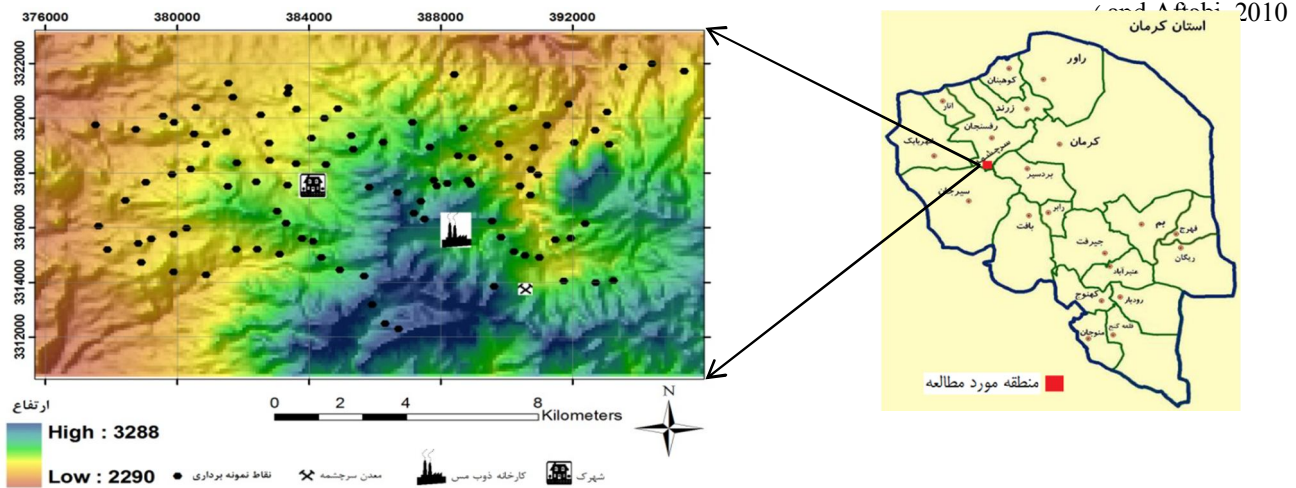 and Aftabi, 2010
376000 380000 384000 388000 392000
3322000
3320000
3318000
3316000
3314000
3312000
N
0 2 4 8 Kilometers
ارتفاع
High : 3288
Low : 2290
نقاط نمونه برداری
معدن سرچشمه
کارخانه ذوب مس
شهرک
استان کرمان
راور
کوهبنان
زرند
انار
رفسنجان
شهربابک
کرمان
بردسیر
سیرجان
رابر
بافت
بم
فهرج
ریگان
جیرفت
عنبرآباد
کهنوج
رودبار
قلعه گنج
منوجان
منطقه مورد مطالعه